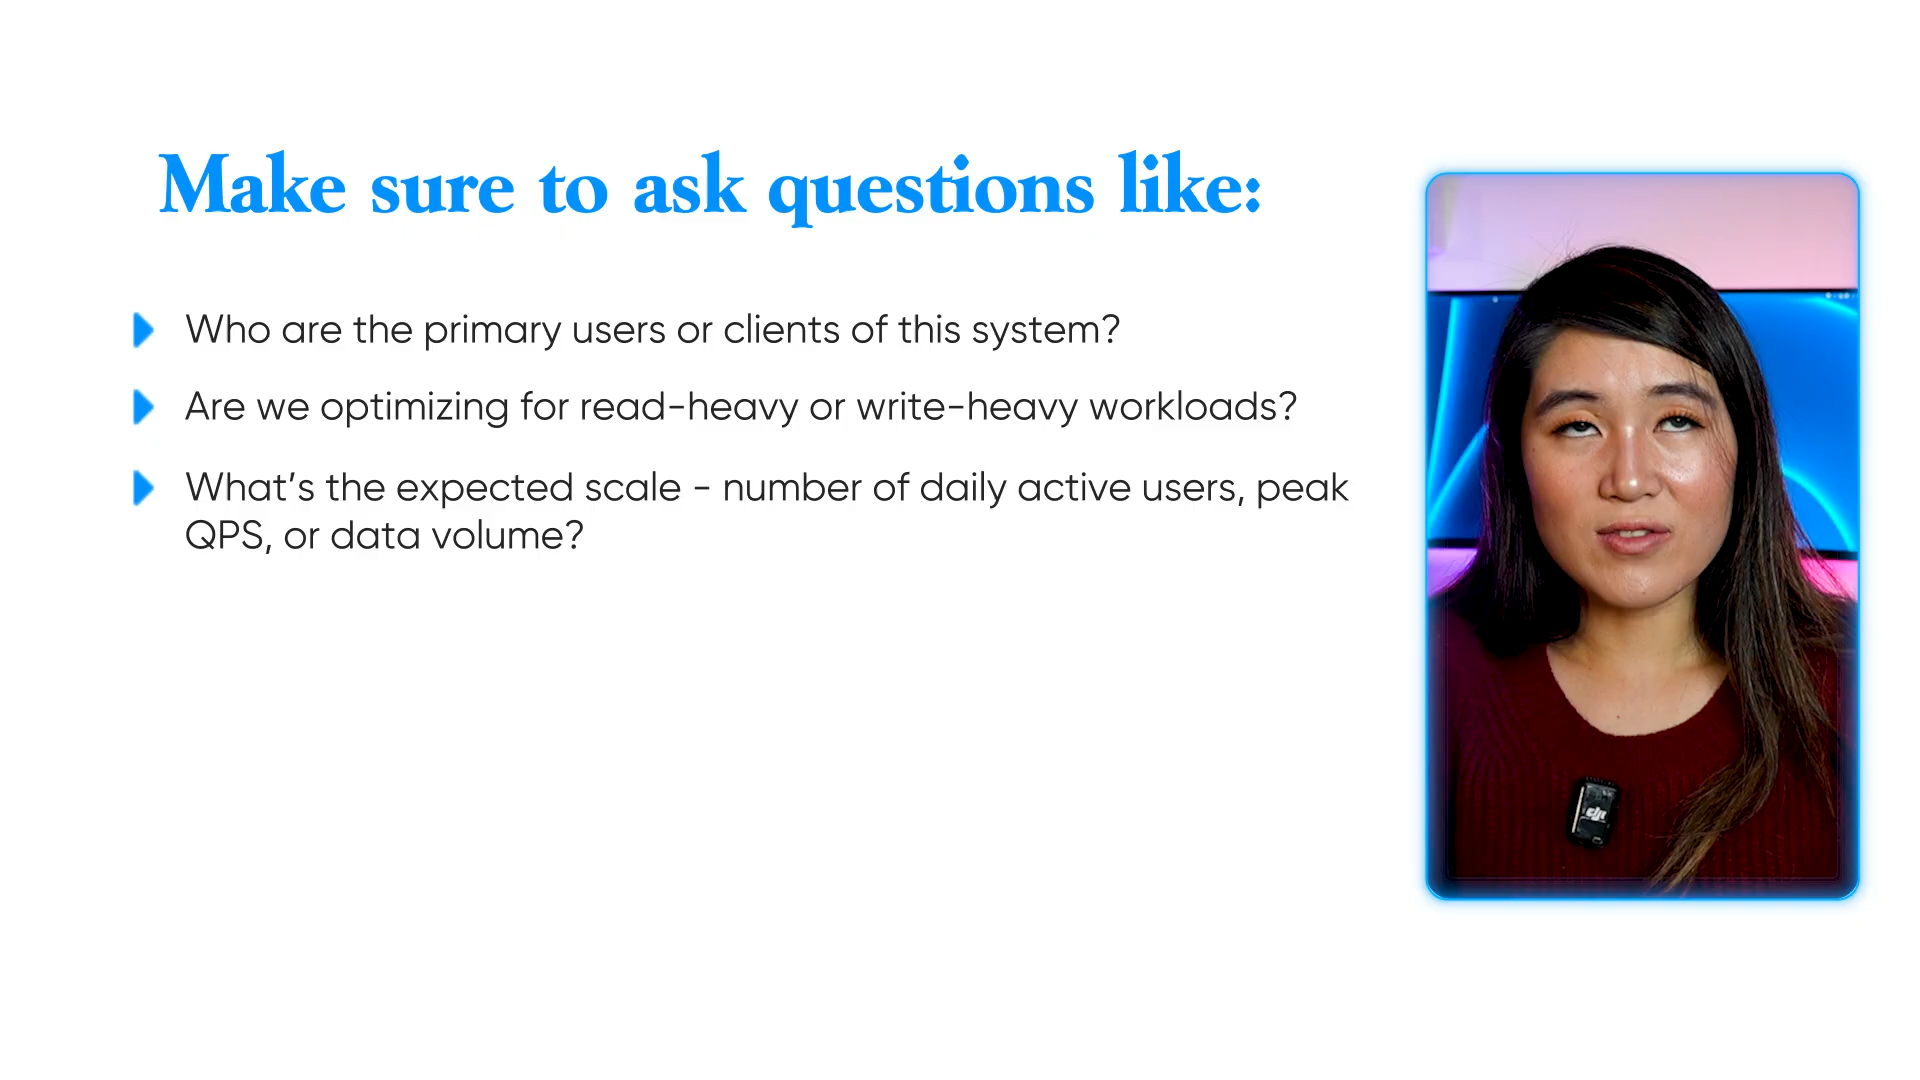 Make sure to ask questions like:
Who are the primary users or clients of this system?
Are we optimizing for read-heavy or write-heavy workloads?
What’s the expected scale - number of daily active users, peak
QPS, or data volume?
dji